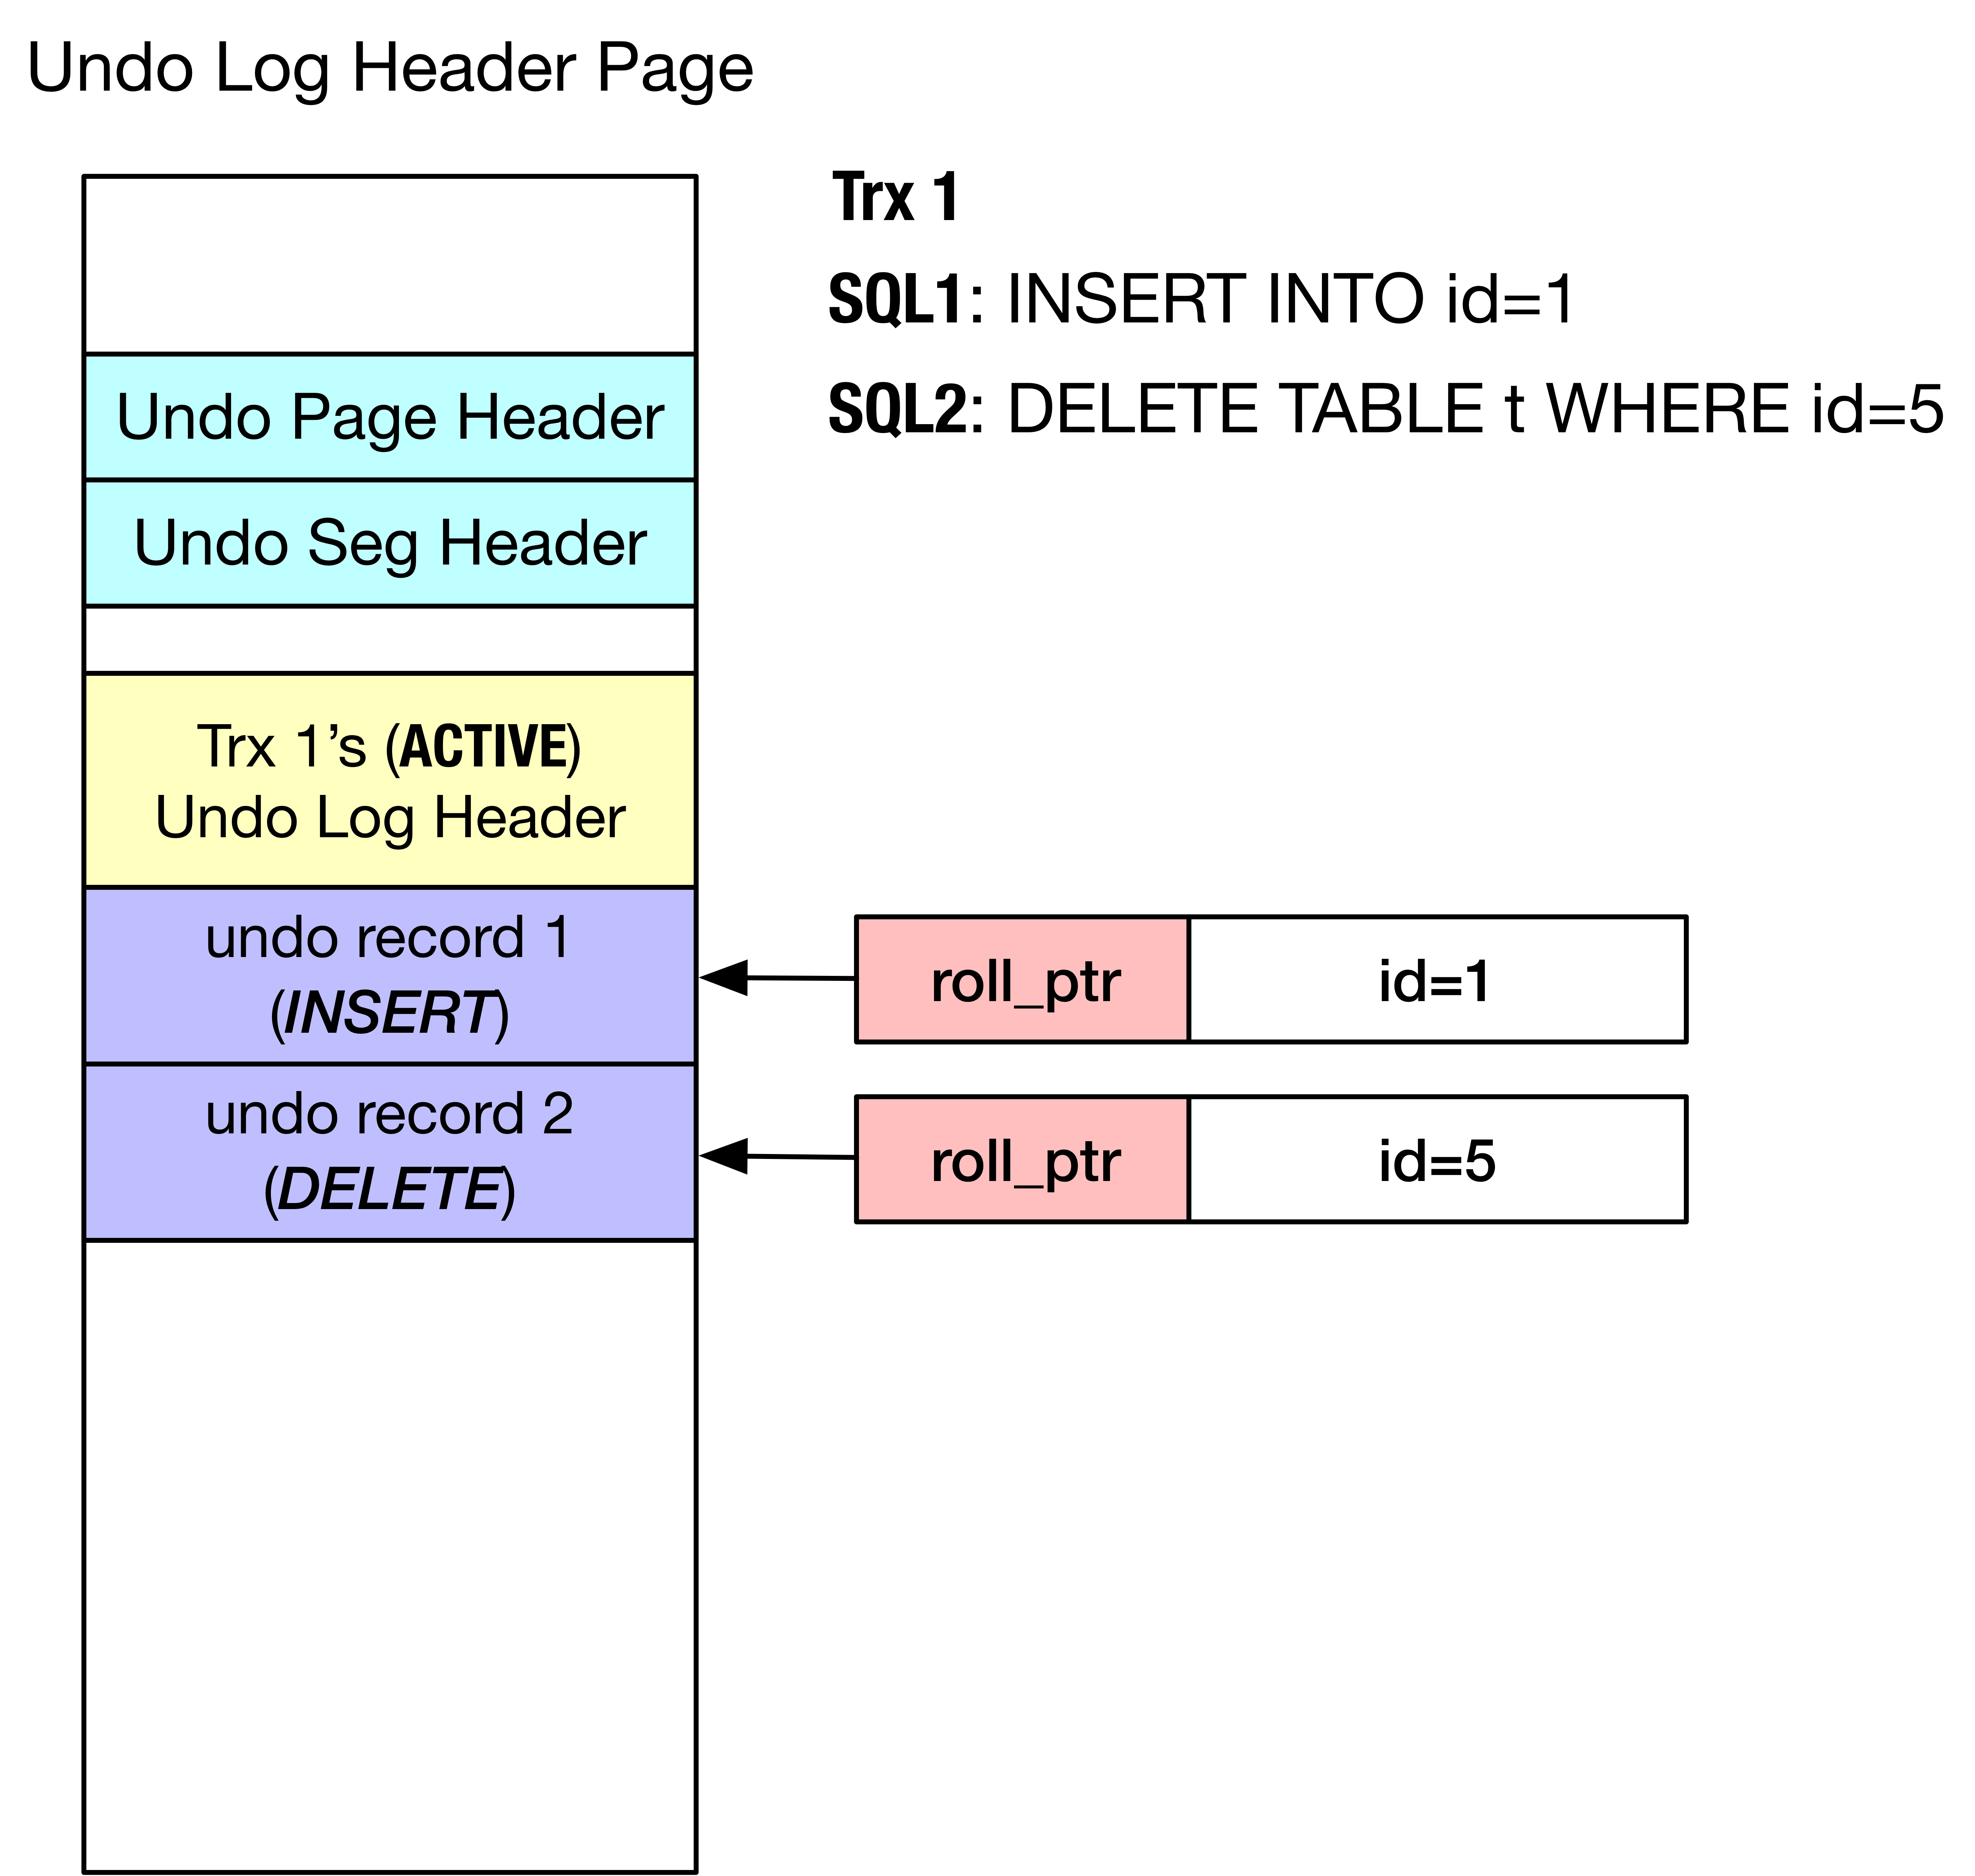 Undo Log Header Page
Trx 1
SQL1: INSERT INTO id=1
SQL2: DELETE TABLE t WHERE id=5
Undo Page Header
Undo Seg Header
Trx 1’s (ACTIVE)
Undo Log Header
undo record 1
(INSERT)
roll_ptr
id=1
undo record 2
(DELETE)
roll_ptr
id=5